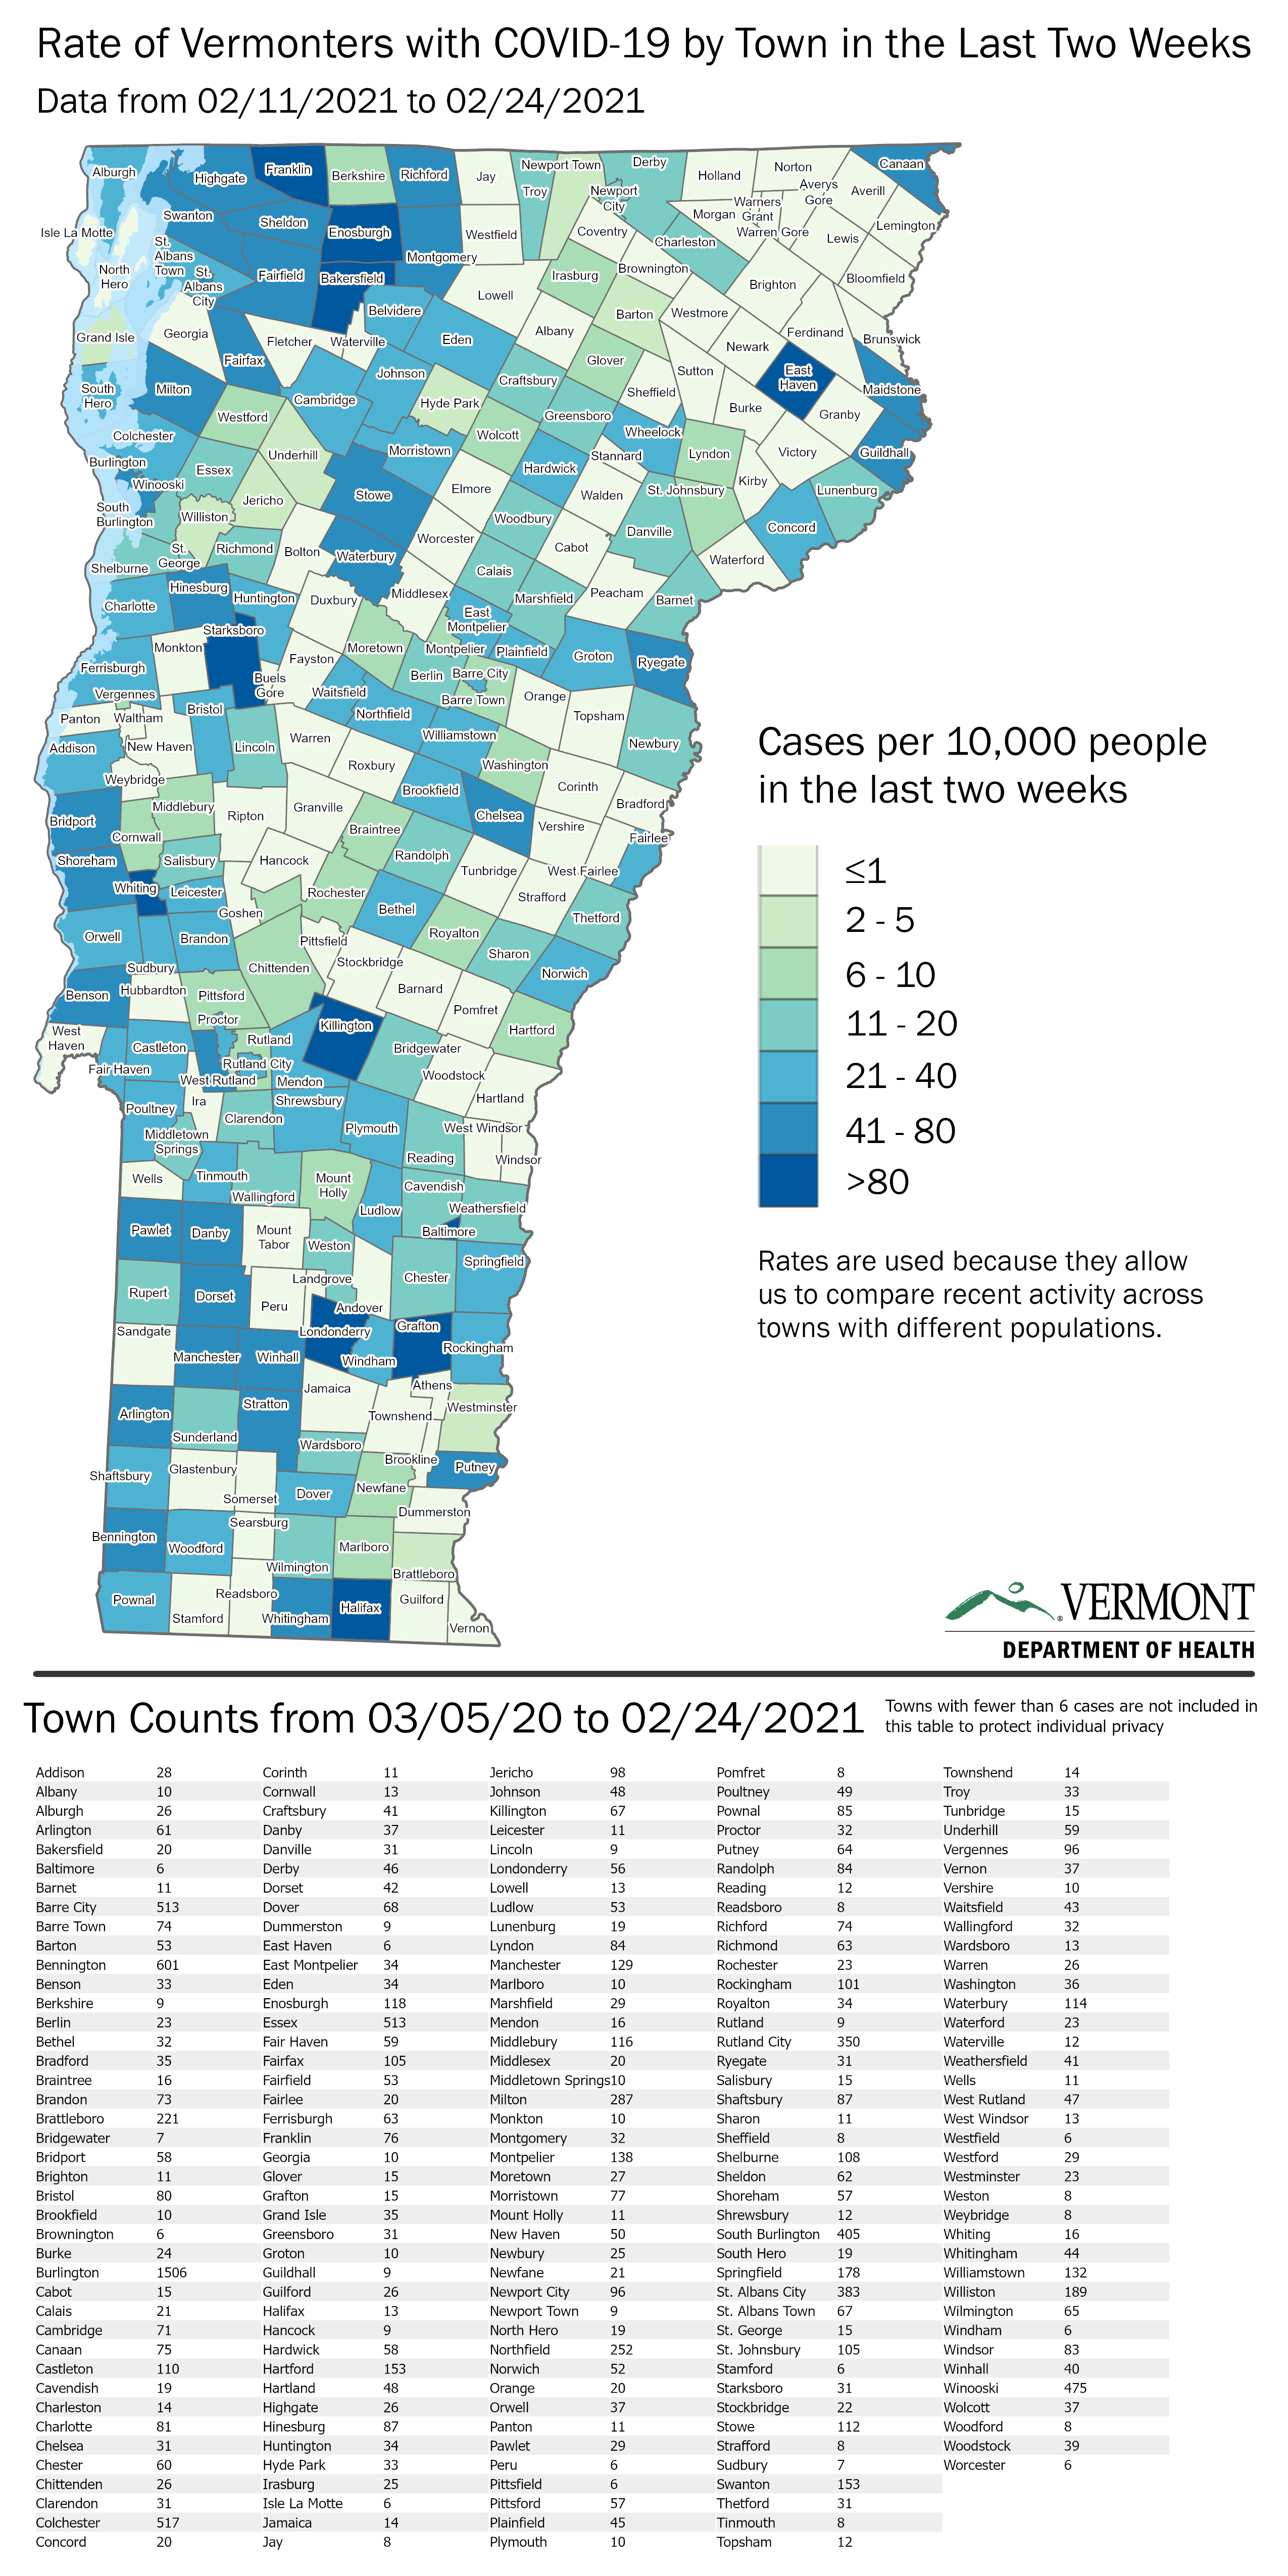 Rate of Vermonters with COVID-19 by Town in the Last Two Weeks
Data from 02/11/2021 to 02/24/2021
Alburgh
Highgate
Franklin
Berkshire
Richford
Jay
Newport Town
Troy
Derby
Newport
City
Holland
Norton
Averys
Gore
Averill
Canaan
Warners
Grant
Morgan
Warren Gore
Lewis
Lemington
Isle La Motte
Swanton
Sheldon
Enosburgh
Westfield
Montgomery
Coventry
Charleston
St.
Albans
Town
St.
Albans
City
North
Hero
Fairfield
Bakersfield
Lowell
Irasburg
Brownington
Brighton
Bloomfield
Belvidere
Barton
Westmore
Ferdinand
Brunswick
Grand Isle
Georgia
Fletcher
Waterville
Eden
Albany
Newark
Fairfax
Glover
Sutton
East
Haven
Maidstone
South
Hero
Milton
Johnson
Craftsbury
Sheffield
Cambridge
Hyde Park
Burke
Granby
Westford
Greensboro
Colchester
Wolcott
Wheelock
Morristown
Stannard
Lyndon
Victory
Guildhall
Burlington
Essex
Underhill
Hardwick
Kirby
Winooski
Stowe
Elmore
Walden
St. Johnsbury
Lunenburg
South
Burlington
Jericho
Williston
Woodbury
Danville
Concord
St.
George
Richmond
Bolton
Waterbury
Worcester
Cabot
Waterford
Shelburne
Calais
Hinesburg
Huntington
Duxbury
Middlesex
Marshfield
Peacham
Barnet
Charlotte
East
Montpelier
Starksboro
Monkton
Moretown
Montpelier
Plainfield
Groton
Ryegate
Ferrisburgh
Fayston
Buels
Gore
Berlin
Barre City
Vergennes
Waitsfield
Barre Town
Orange
Bristol
Northfield
Topsham
Panton
Waltham
Addison
New Haven
Lincoln
Warren
Williamstown
Newbury
Weybridge
Roxbury
Washington
Corinth
Brookfield
Bridport
Middlebury
Ripton
Granville
Chelsea
Bradford
Cornwall
Braintree
Vershire
Fairlee
Shoreham
Salisbury
Hancock
Randolph
Tunbridge
West Fairlee
Whiting
Leicester
Rochester
Strafford
Goshen
Bethel
Thetford
Orwell
Brandon
Pittsfield
Royalton
Sharon
Sudbury
Chittenden
Stockbridge
Norwich
Benson
Hubbardton
Pittsford
Barnard
Proctor
Killington
Pomfret
Hartford
West
Haven
Castleton
Rutland
Bridgewater
Fair Haven
Rutland City
West Rutland
Mendon
Woodstock
Ira
Shrewsbury
Hartland
Poultney
Clarendon
Plymouth
West Windsor
Middletown
Springs
Reading
Windsor
Wells
Tinmouth
Mount
Holly
Cavendish
Wallingford
Ludlow
Weathersfield
Pawlet
Danby
Mount
Tabor
Weston
Baltimore
Springfield
Landgrove
Chester
Rupert
Dorset
Peru
Andover
Sandgate
Londonderry
Grafton
Rockingham
Manchester
Winhall
Windham
Jamaica
Athens
Arlington
Stratton
Townshend
Westminster
Sunderland
Wardsboro
Brookline
Shaftsbury
Glastenbury
Putney
Somerset
Dover
Newfane
Searsburg
Dummerston
Bennington
Woodford
Marlboro
Wilmington
Brattleboro
Pownal
Readsboro
Stamford
Whitingham
Halifax
Guilford
Vernon
Cases per 10,000 people
in the last two weeks
≤1
2 - 5
6 - 10
11 - 20
21 - 40
41 - 80
>80
Rates are used because they allow
us to compare recent activity across
towns with different populations.
VERMONT
DEPARTMENT OF HEALTH
Town Counts from 03/05/20 to 02/24/2021
Towns with fewer than 6 cases are not included in
this table to protect individual privacy
Addison 28 Corinth 11 Jericho 98 Pomfret 8 Townshend 14
Albany 10 Cornwall 13 Johnson 48 Poultney 49 Troy 33
Alburgh 26 Craftsbury 41 Killington 67 Pownal 85 Tunbridge 15
Arlington 61 Danby 37 Leicester 11 Proctor 32 Underhill 59
Bakersfield 20 Danville 31 Lincoln 9 Putney 64 Vergennes 96
Baltimore 6 Derby 46 Londonderry 56 Randolph 84 Vernon 37
Barnet 11 Dorset 42 Lowell 13 Reading 12 Vershire 10
Barre City 513 Dover 68 Ludlow 53 Readsboro 8 Waitsfield 43
Barre Town 74 Dummerston 9 Lunenburg 19 Richford 74 Wallingford 32
Barton 53 East Haven 6 Lyndon 84 Richmond 63 Wardsboro 13
Bennington 601 East Montpelier 34 Manchester 129 Rochester 23 Warren 26
Benson 33 Eden 34 Marlboro 10 Rockingham 101 Washington 36
Berkshire 9 Enosburgh 118 Marshfield 29 Royalton 34 Waterbury 114
Berlin 23 Essex 513 Mendon 16 Rutland 9 Waterford 23
Bethel 32 Fair Haven 59 Middlebury 116 Rutland City 350 Waterville 12
Bradford 35 Fairfax 105 Middlesex 20 Ryegate 31 Weathersfield 41
Braintree 16 Fairfield 53 Middletown Springs10 Salisbury 15 Wells 11
Brandon 73 Fairlee 20 Milton 287 Shaftsbury 87 West Rutland 47
Brattleboro 221 Ferrisburgh 63 Monkton 10 Sharon 11 West Windsor 13
Bridgewater 7 Franklin 76 Montgomery 32 Sheffield 8 Westfield 6
Bridport 58 Georgia 10 Montpelier 138 Shelburne 108 Westford 29
Brighton 11 Glover 15 Moretown 27 Sheldon 62 Westminster 23
Bristol 80 Grafton 15 Morristown 77 Shoreham 57 Weston 8
Brookfield 10 Grand Isle 35 Mount Holly 11 Shrewsbury 12 Weybridge 8
Brownington 6 Greensboro 31 New Haven 50 South Burlington 405 Whiting 16
Burke 24 Groton 10 Newbury 25 South Hero 19 Whitingham 44
Burlington 1506 Guildhall 9 Newfane 21 Springfield 178 Williamstown 132
Cabot 15 Guilford 26 Newport City 96 St. Albans City 383 Williston 189
Calais 21 Halifax 13 Newport Town 9 St. Albans Town 67 Wilmington 65
Cambridge 71 Hancock 9 North Hero 19 St. George 15 Windham 6
Canaan 75 Hardwick 58 Northfield 252 St. Johnsbury 105 Windsor 83
Castleton 110 Hartford 153 Norwich 52 Stamford 6 Winhall 40
Cavendish 19 Hartland 48 Orange 20 Starksboro 31 Winooski 475
Charleston 14 Highgate 26 Orwell 37 Stockbridge 22 Wolcott 37
Charlotte 81 Hinesburg 87 Panton 11 Stowe 112 Woodford 8
Chelsea 31 Huntington 34 Pawlet 29 Strafford 8 Woodstock 39
Chester 60 Hyde Park 33 Peru 6 Sudbury 7 Worcester 6
Chittenden 26 Irasburg 25 Pittsfield 6 Swanton 153
Clarendon 31 Isle La Motte 6 Pittsford 57 Thetford 31
Colchester 517 Jamaica 14 Plainfield 45 Tinmouth 8
Concord 20 Jay 8 Plymouth 10 Topsham 12